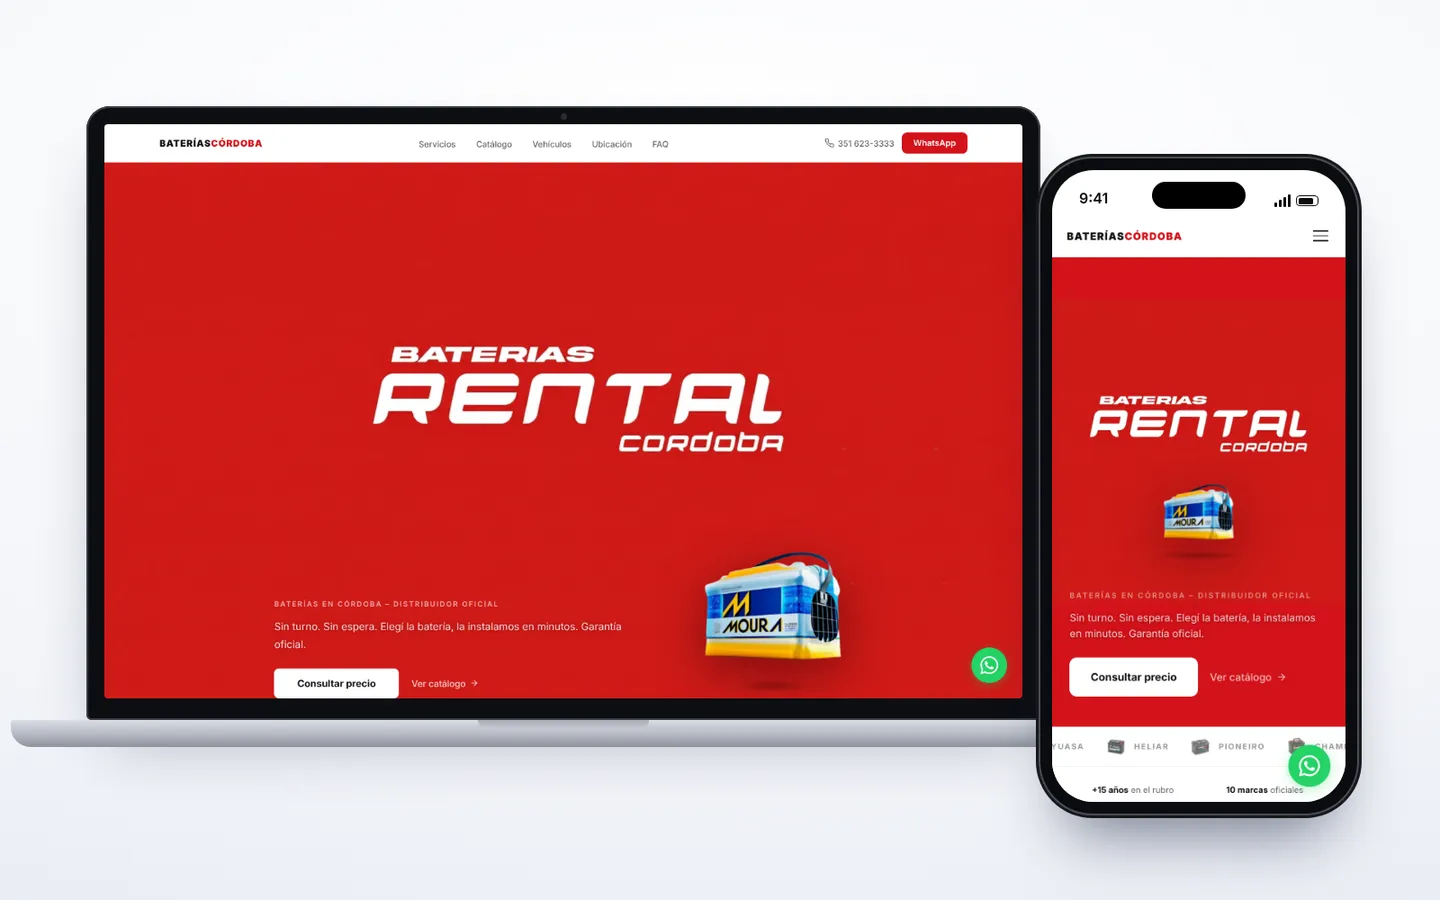 BATERÍASCÓRDOBA
Servicios Catálogo Vehículos Ubicación FAQ
351 623-3333 WhatsApp
BATERIAS
RENTAL
CORDOBA
BATERÍAS EN CÓRDOBA – DISTRIBUIDOR OFICIAL
Sin turno. Sin espera. Elegí la batería, la instalamos en minutos. Garantía
oficial.
Consultar precio Ver catálogo →
M
MOURA
9:41
BATERÍASCÓRDOBA
BATERIAS
RENTAL
CORDOBA
M
MOURA
BATERÍAS EN CÓRDOBA – DISTRIBUIDOR OFICIAL
Sin turno. Sin espera. Elegí la batería, la instalamos
en minutos. Garantía oficial.
Consultar precio Ver catálogo →
YUASA HELIAR PIONEIRO CHAM
+15 años en el rubro 10 marcas oficiales